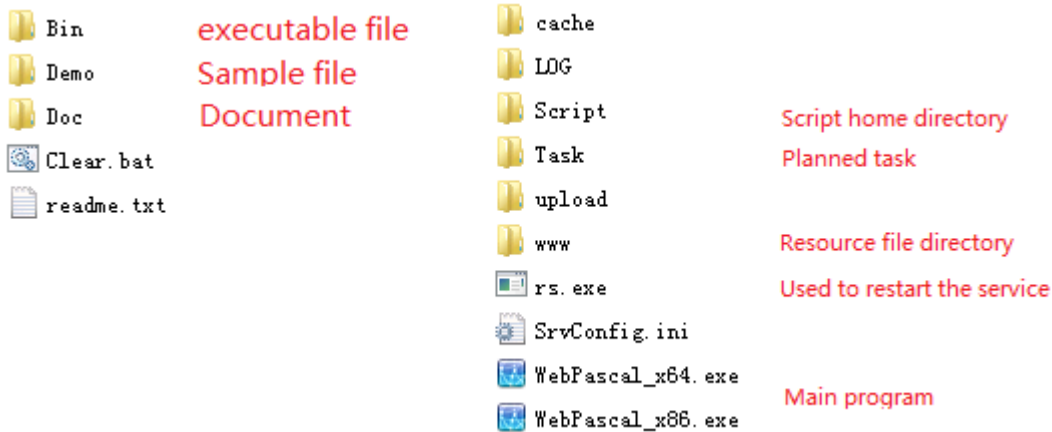 Bin executable file
Demo Sample file
Doc Document
Clear.bat
readme.txt
cache
LOG
Script Script home directory
Task Planned task
upload
www Resource file directory
rs.exe Used to restart the service
SrvConfig.ini
WebPascal_x64.exe
Main program
WebPascal_x86.exe